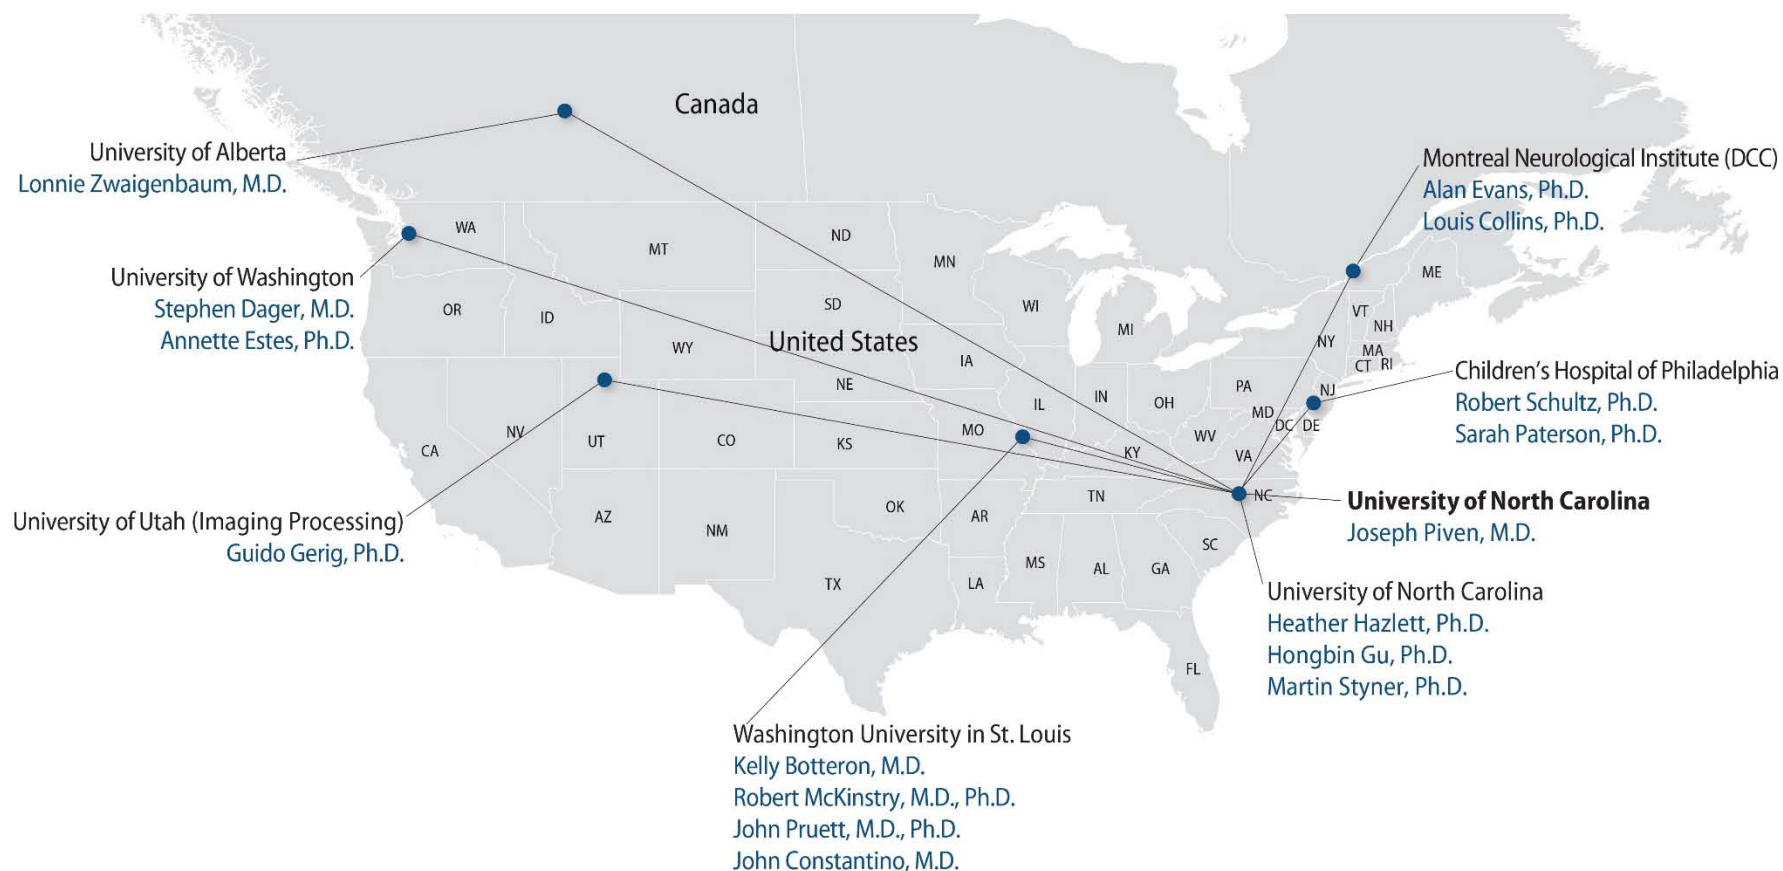 Canada
University of Alberta
Lonnie Zwaigenbaum, M.D.
Montreal Neurological Institute (DCC)
Alan Evans, Ph.D.
Louis Collins, Ph.D.
University of Washington
Stephen Dager, M.D.
Annette Estes, Ph.D.
United States
Children's Hospital of Philadelphia
Robert Schultz, Ph.D.
Sarah Paterson, Ph.D.
University of North Carolina
Joseph Piven, M.D.
University of Utah (Imaging Processing)
Guido Gerig, Ph.D.
University of North Carolina
Heather Hazlett, Ph.D.
Hongbin Gu, Ph.D.
Martin Styner, Ph.D.
Washington University in St. Louis
Kelly Botteron, M.D.
Robert McKinstry, M.D., Ph.D.
John Pruett, M.D., Ph.D.
John Constantino, M.D.
WA
MT
ND
MN
ME
OR
ID
SD
WI
MI
VT
NH
WY
IA
NY
MA
CT
RI
NE
IL
IN
OH
PA
NJ
MD
DC
DE
NV
UT
CO
KS
MO
KY
WV
VA
CA
AZ
NM
OK
AR
TN
NC
SC
TX
LA
MS
AL
GA
FL